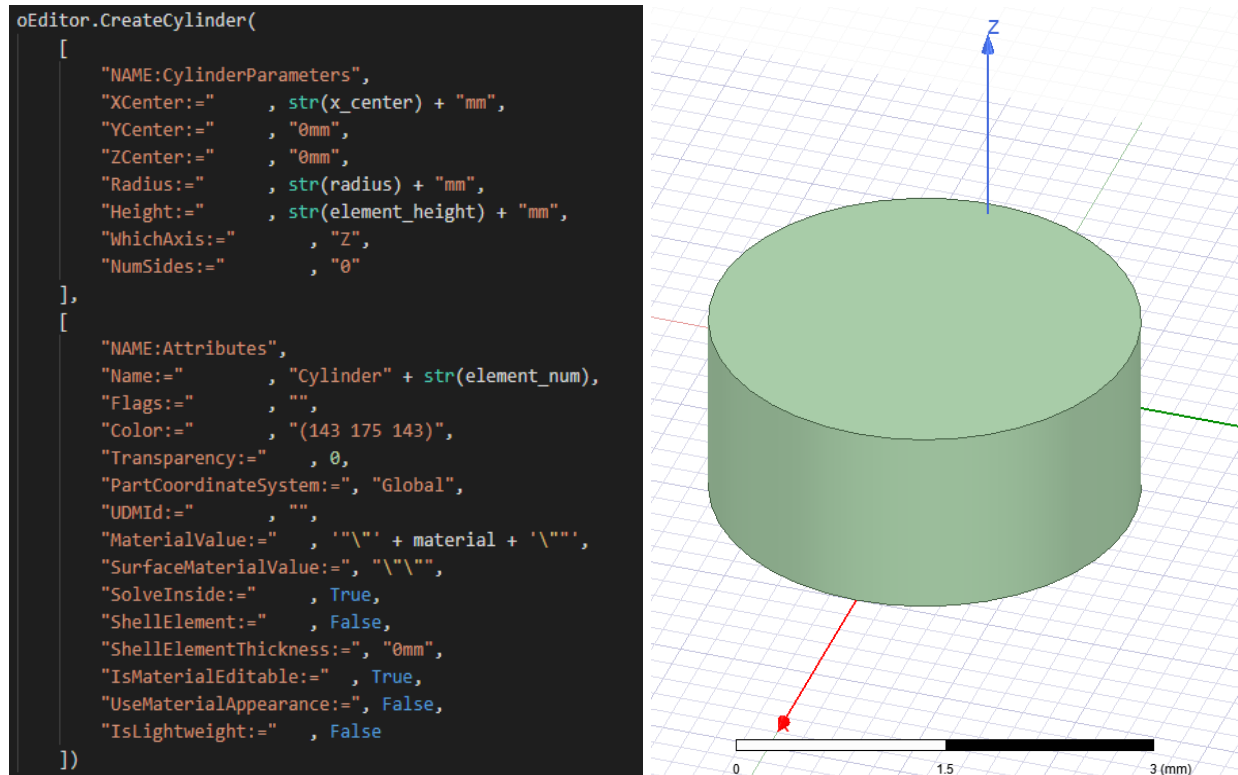 oEditor.CreateCylinder(
[
"NAME:CylinderParameters",
"XCenter:=" , str(x_center) + "mm",
"YCenter:=" , "0mm",
"ZCenter:=" , "0mm",
"Radius:=" , str(radius) + "mm",
"Height:=" , str(element_height) + "mm",
"WhichAxis:=" , "Z",
"NumSides:=" , "0"
],
[
"NAME:Attributes",
"Name:=" , "Cylinder" + str(element_num),
"Flags:=" , "",
"Color:=" , "(143 175 143)",
"Transparency:=" , 0,
"PartCoordinateSystem:=", "Global",
"UDMId:=" , "",
"MaterialValue:=" , '"\"' + material + '\""',
"SurfaceMaterialValue:=", "\"\"",
"SolveInside:=" , True,
"ShellElement:=" , False,
"ShellElementThickness:=", "0mm",
"IsMaterialEditable:=" , True,
"UseMaterialAppearance:=", False,
"IsLightweight:=" , False
])
Z
0 1.5 3 (mm)